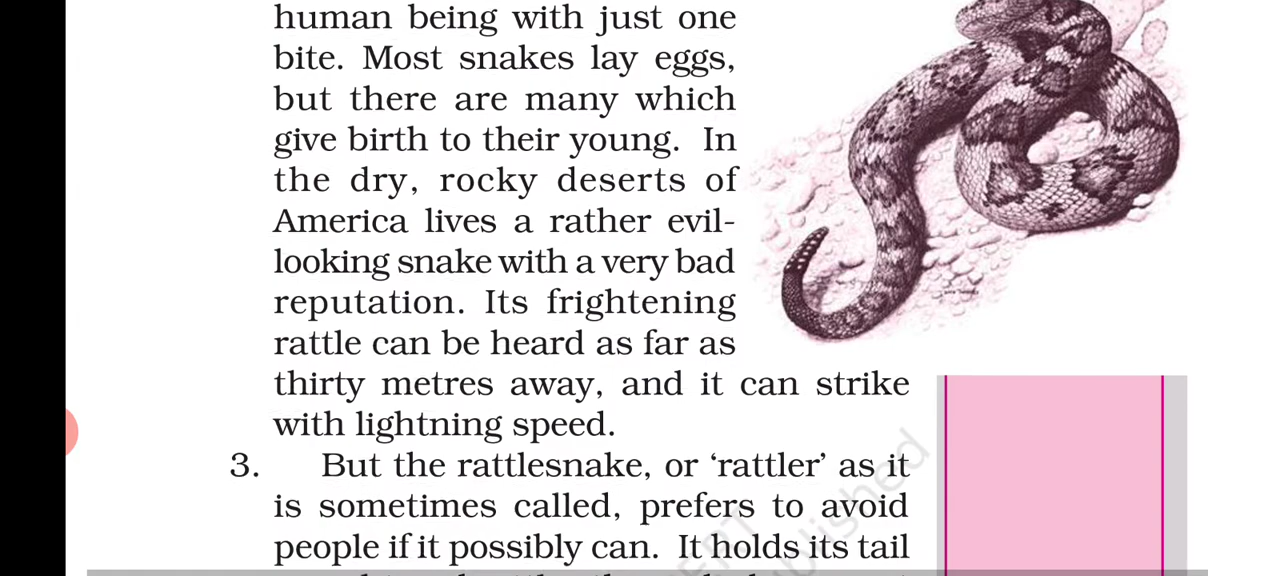 human being with just one
bite. Most snakes lay eggs,
but there are many which
give birth to their young. In
the dry, rocky deserts of
America lives a rather evil-
looking snake with a very bad
reputation. Its frightening
rattle can be heard as far as
thirty metres away, and it can strike
with lightning speed.
3. But the rattlesnake, or ‘rattler’ as it
is sometimes called, prefers to avoid
people if it possibly can. It holds its tail